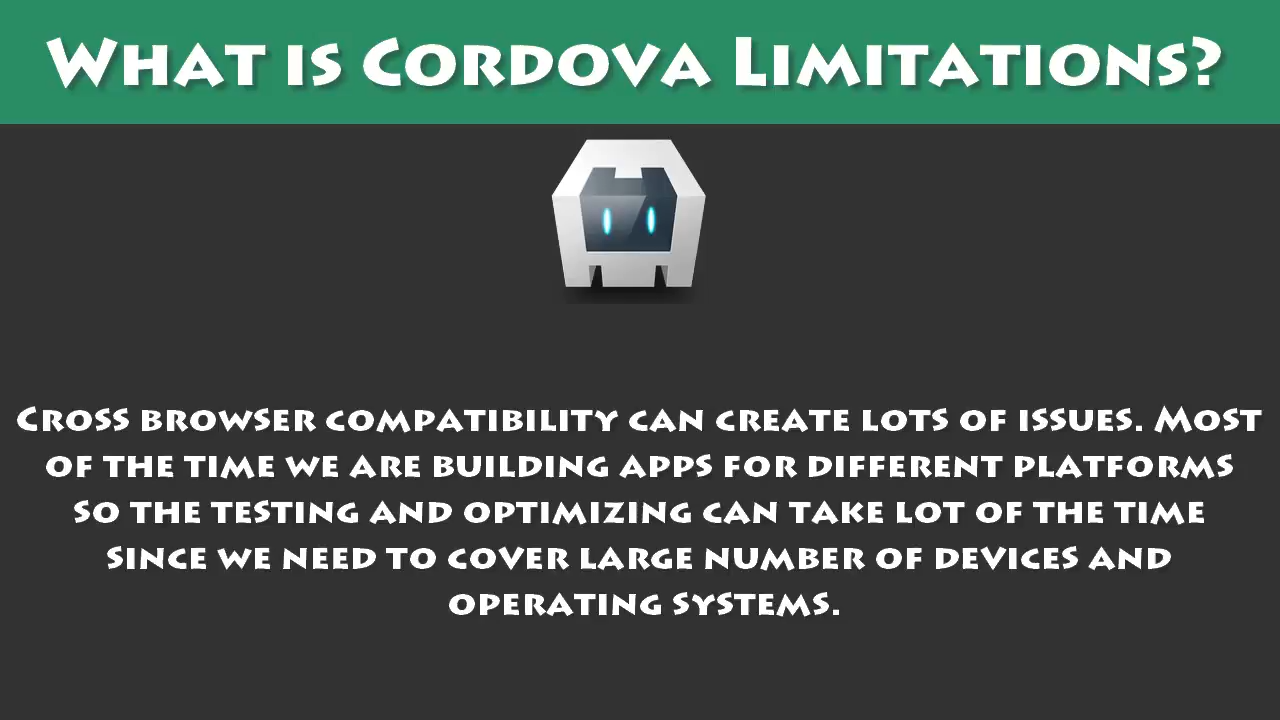 What is Cordova Limitations?
Cross browser compatibility can create lots of issues. Most
of the time we are building apps for different platforms
so the testing and optimizing can take lot of the time
since we need to cover large number of devices and
operating systems.